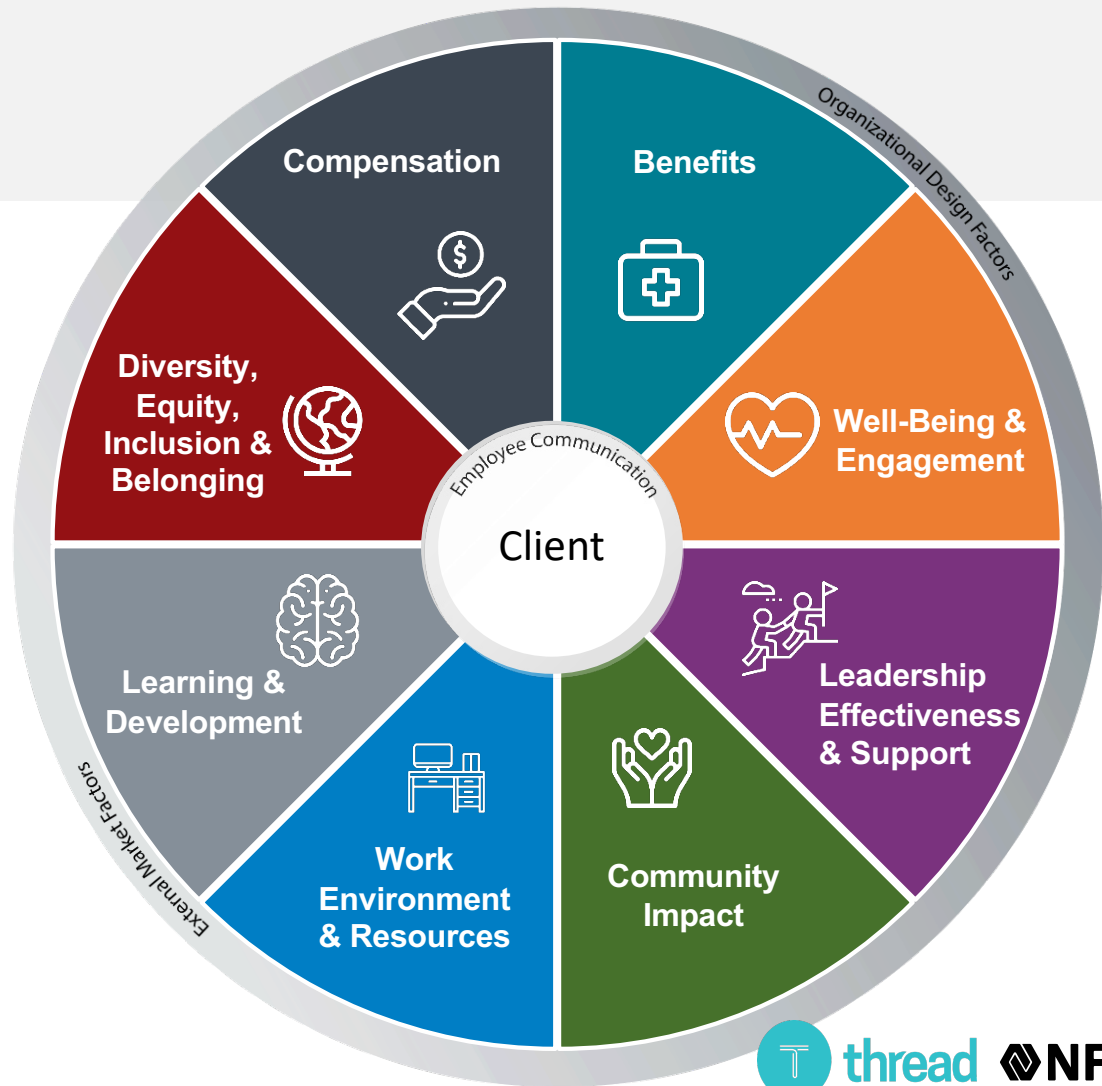 Organizational Design Factors
Compensation
Benefits
$
Diversity,
Equity,
Inclusion &
Belonging
Well-Being &
Engagement
Employee Communication
Client
Learning &
Development
Leadership
Effectiveness
& Support
External Market Factors
Work
Environment
& Resources
Community
Impact
T thread NF